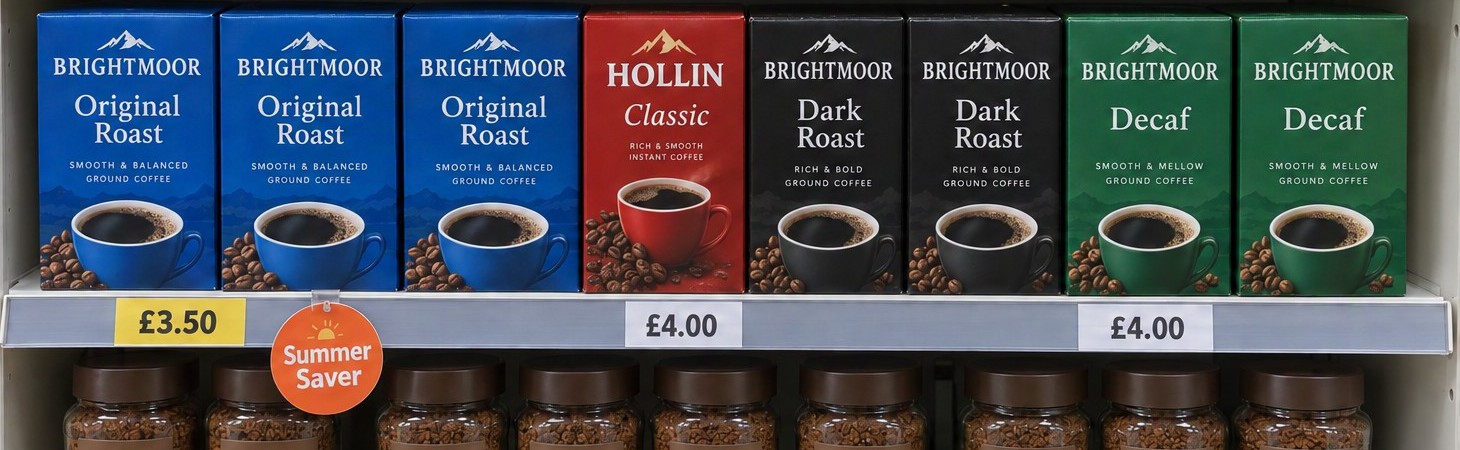 BRIGHTMOOR
Original
Roast
SMOOTH & BALANCED
GROUND COFFEE
BRIGHTMOOR
Original
Roast
SMOOTH & BALANCED
GROUND COFFEE
BRIGHTMOOR
Original
Roast
SMOOTH & BALANCED
GROUND COFFEE
HOLLIN
Classic
RICH & SMOOTH
INSTANT COFFEE
BRIGHTMOOR
Dark
Roast
RICH & BOLD
GROUND COFFEE
BRIGHTMOOR
Dark
Roast
RICH & BOLD
GROUND COFFEE
BRIGHTMOOR
Decaf
SMOOTH & MELLOW
GROUND COFFEE
BRIGHTMOOR
Decaf
SMOOTH & MELLOW
GROUND COFFEE
£3.50
Summer
Saver
£4.00
£4.00